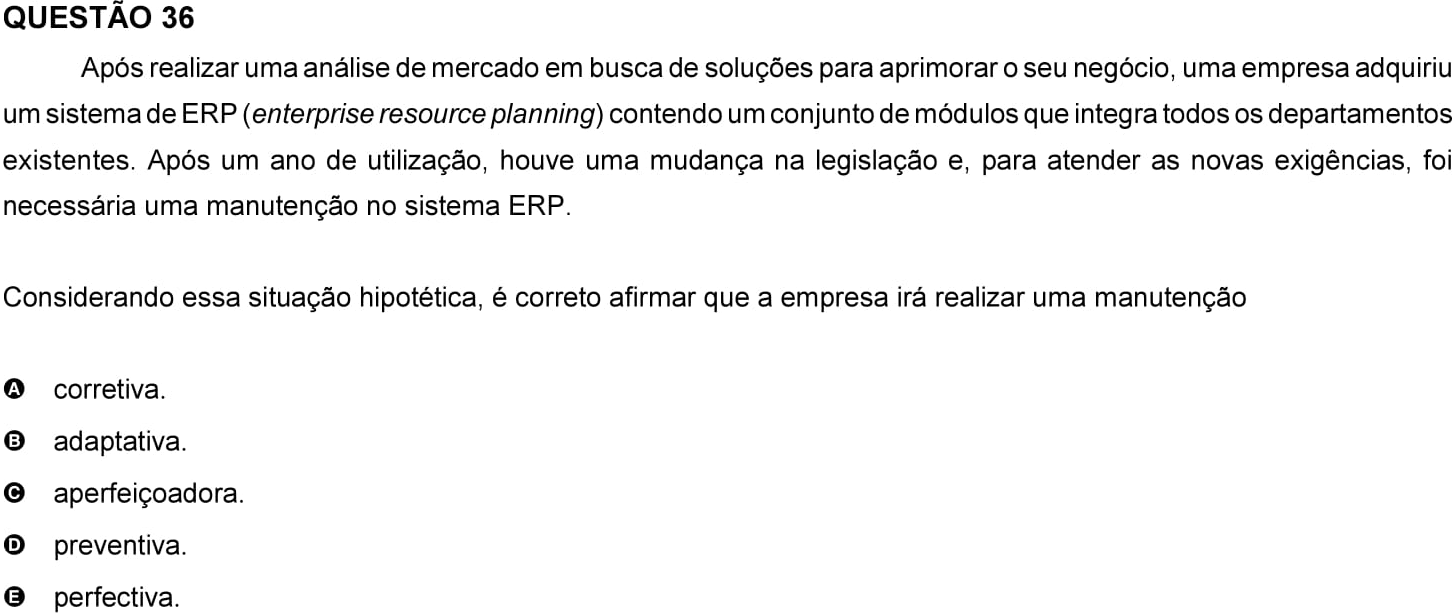 QUESTÃO 36
Após realizar uma análise de mercado em busca de soluções para aprimorar o seu negócio, uma empresa adquiriu
um sistema de ERP (enterprise resource planning) contendo um conjunto de módulos que integra todos os departamentos
existentes. Após um ano de utilização, houve uma mudança na legislação e, para atender as novas exigências, foi
necessária uma manutenção no sistema ERP.
Considerando essa situação hipotética, é correto afirmar que a empresa irá realizar uma manutenção
A corretiva.
B adaptativa.
C aperfeiçoadora.
D preventiva.
E perfectiva.